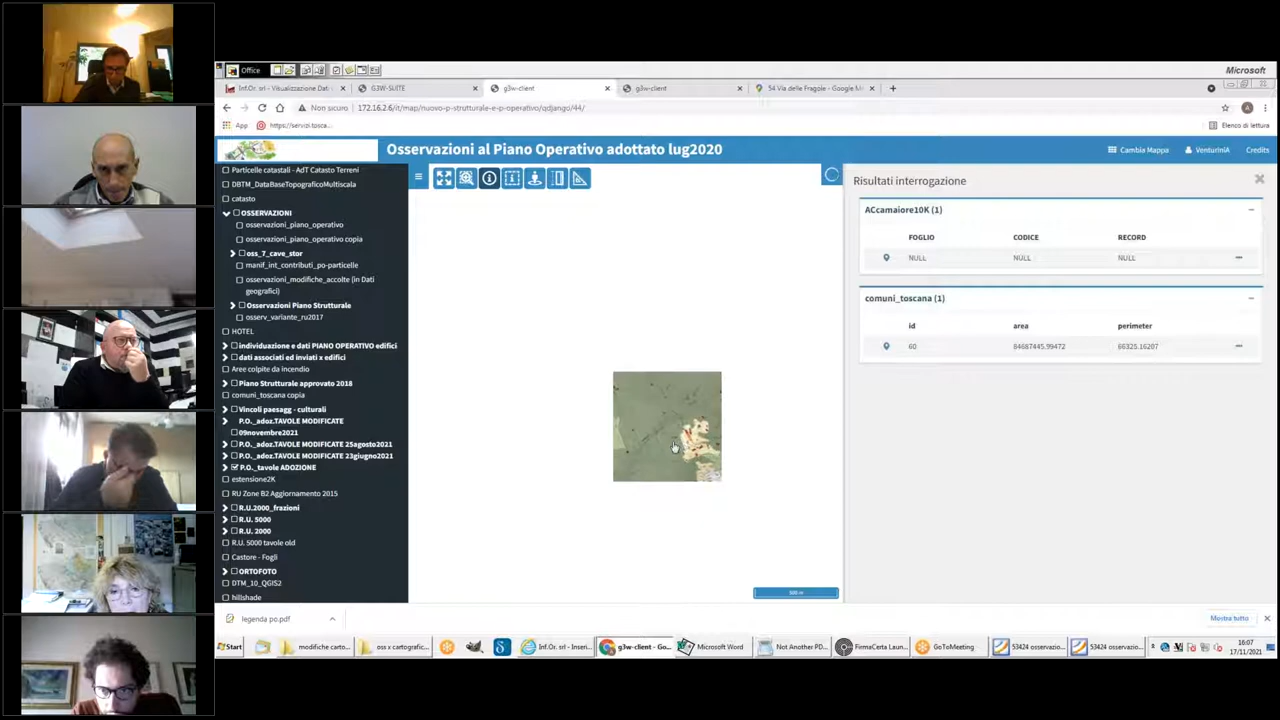 Office
Microsoft
Inf.Or. srl - Visualizzazione Dati
G3W-SUITE
g3w-client
g3w-client
54 Via delle Fragole - Google M
Non sicuro
172.16.2.6/it/map/nuovo-p-strutturale-e-p-operativo/qdjango/44/
App
https://servizi.tosca...
Elenco di lettura
Osservazioni al Piano Operativo adottato lug2020
Cambia Mappa
VenturiniA
Credits
Particelle catastali - AdT Catasto Terreni
DBTM_DataBaseTopograficoMultiscala
catasto
OSSERVAZIONI
osservazioni_piano_operativo
osservazioni_piano_operativo copia
oss_7_cave_stor
manif_int_contributi_po-particelle
osservazioni_modifiche_accolte (in Dati
geografici)
Osservazioni Piano Strutturale
osserv_variante_ru2017
HOTEL
individuazione e dati PIANO OPERATIVO edifici
dati associati ed inviati x edifici
Aree colpite da incendio
Piano Strutturale approvato 2018
comuni_toscana copia
Vincoli paesagg - culturali
P.O._adoz.TAVOLE MODIFICATE
09novembre2021
P.O._adoz.TAVOLE MODIFICATE 25agosto2021
P.O._adoz.TAVOLE MODIFICATE 23giugno2021
P.O._tavole ADOZIONE
estensione2K
RU Zone B2 Aggiornamento 2015
R.U.2000_frazioni
R.U. 5000
R.U. 2000
R.U. 5000 tavole old
Castore - Fogli
ORTOFOTO
DTM_10_QGIS2
hillshade
Risultati interrogazione
ACcamaiore10K (1)
FOGLIO CODICE RECORD
NULL NULL NULL
comuni_toscana (1)
id area perimeter
60 84687445.99472 66325.16207
500 m
legenda po.pdf
Mostra tutto
Start
modifiche carto...
oss x cartografic...
Inf.Or. srl - Inseri...
g3w-client - Go...
Microsoft Word
Not Another PD...
FirmaCerta Laun...
GoToMeeting
53424 osservazio...
53424 osservazio...
16:07
17/11/2021